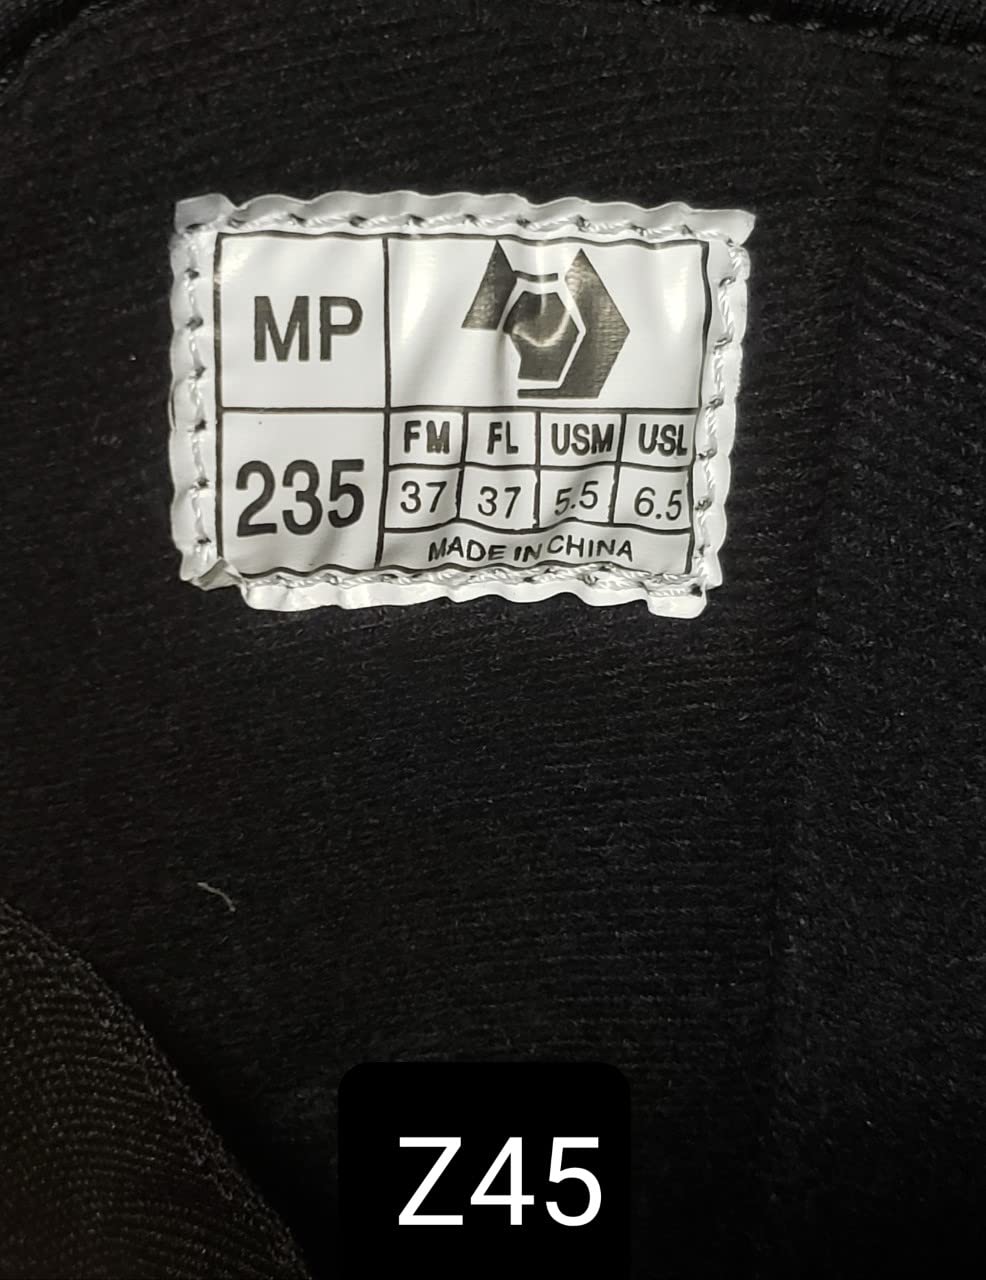 MP
FM FL USM USL
235
37 37 5.5 6.5
MADE IN CHINA
Z45